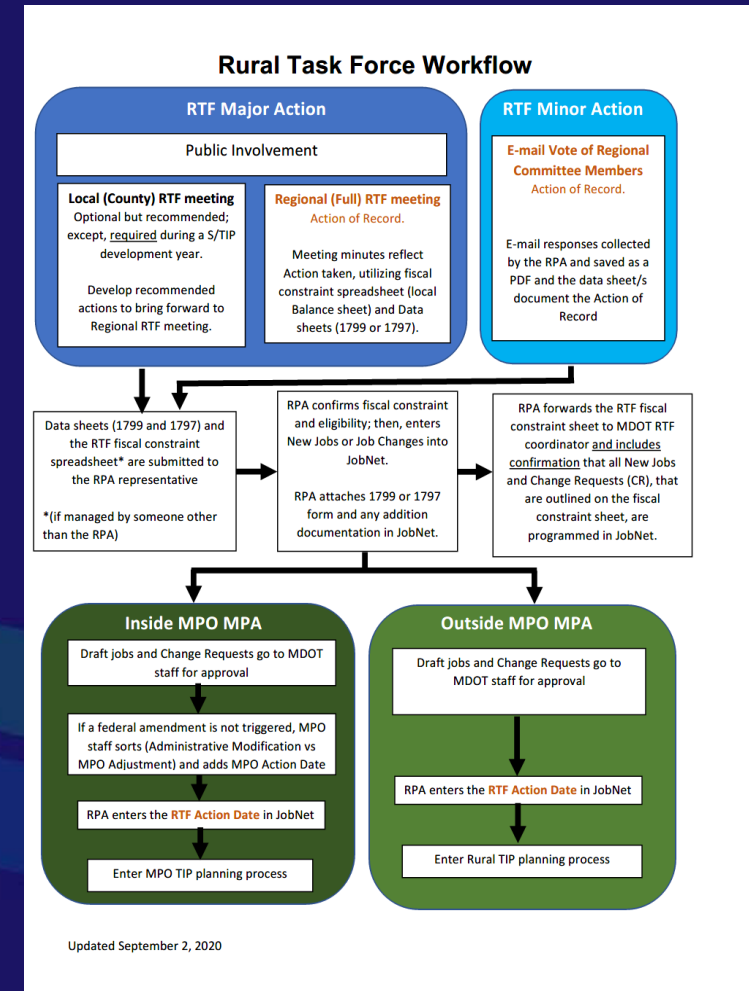 Rural Task Force Workflow
RTF Major Action
Public Involvement
Local (County) RTF meeting
Optional but recommended;
except, required during a S/TIP
development year.
Develop recommended
actions to bring forward to
Regional RTF meeting.
Regional (Full) RTF meeting
Action of Record.
Meeting minutes reflect
Action taken, utilizing fiscal
constraint spreadsheet (local
Balance sheet) and Data
sheets (1799 or 1797).
RTF Minor Action
E-mail Vote of Regional
Committee Members
Action of Record.
E-mail responses collected
by the RPA and saved as a
PDF and the data sheet/s
document the Action of
Record
Data sheets (1799 and 1797) and
the RTF fiscal constraint
spreadsheet* are submitted to
the RPA representative
*(if managed by someone other
than the RPA)
RPA confirms fiscal constraint
and eligibility; then, enters
New Jobs or Job Changes into
JobNet.
RPA attaches 1799 or 1797
form and any addition
documentation in JobNet.
RPA forwards the RTF fiscal
constraint sheet to MDOT RTF
coordinator and includes
confirmation that all New Jobs
and Change Requests (CR), that
are outlined on the fiscal
constraint sheet, are
programmed in JobNet.
Inside MPO MPA
Draft jobs and Change Requests go to MDOT
staff for approval
If a federal amendment is not triggered, MPO
staff sorts (Administrative Modification vs
MPO Adjustment) and adds MPO Action Date
RPA enters the RTF Action Date in JobNet
Enter MPO TIP planning process
Outside MPO MPA
Draft jobs and Change Requests go to
MDOT staff for approval
RPA enters the RTF Action Date in JobNet
Enter Rural TIP planning process
Updated September 2, 2020